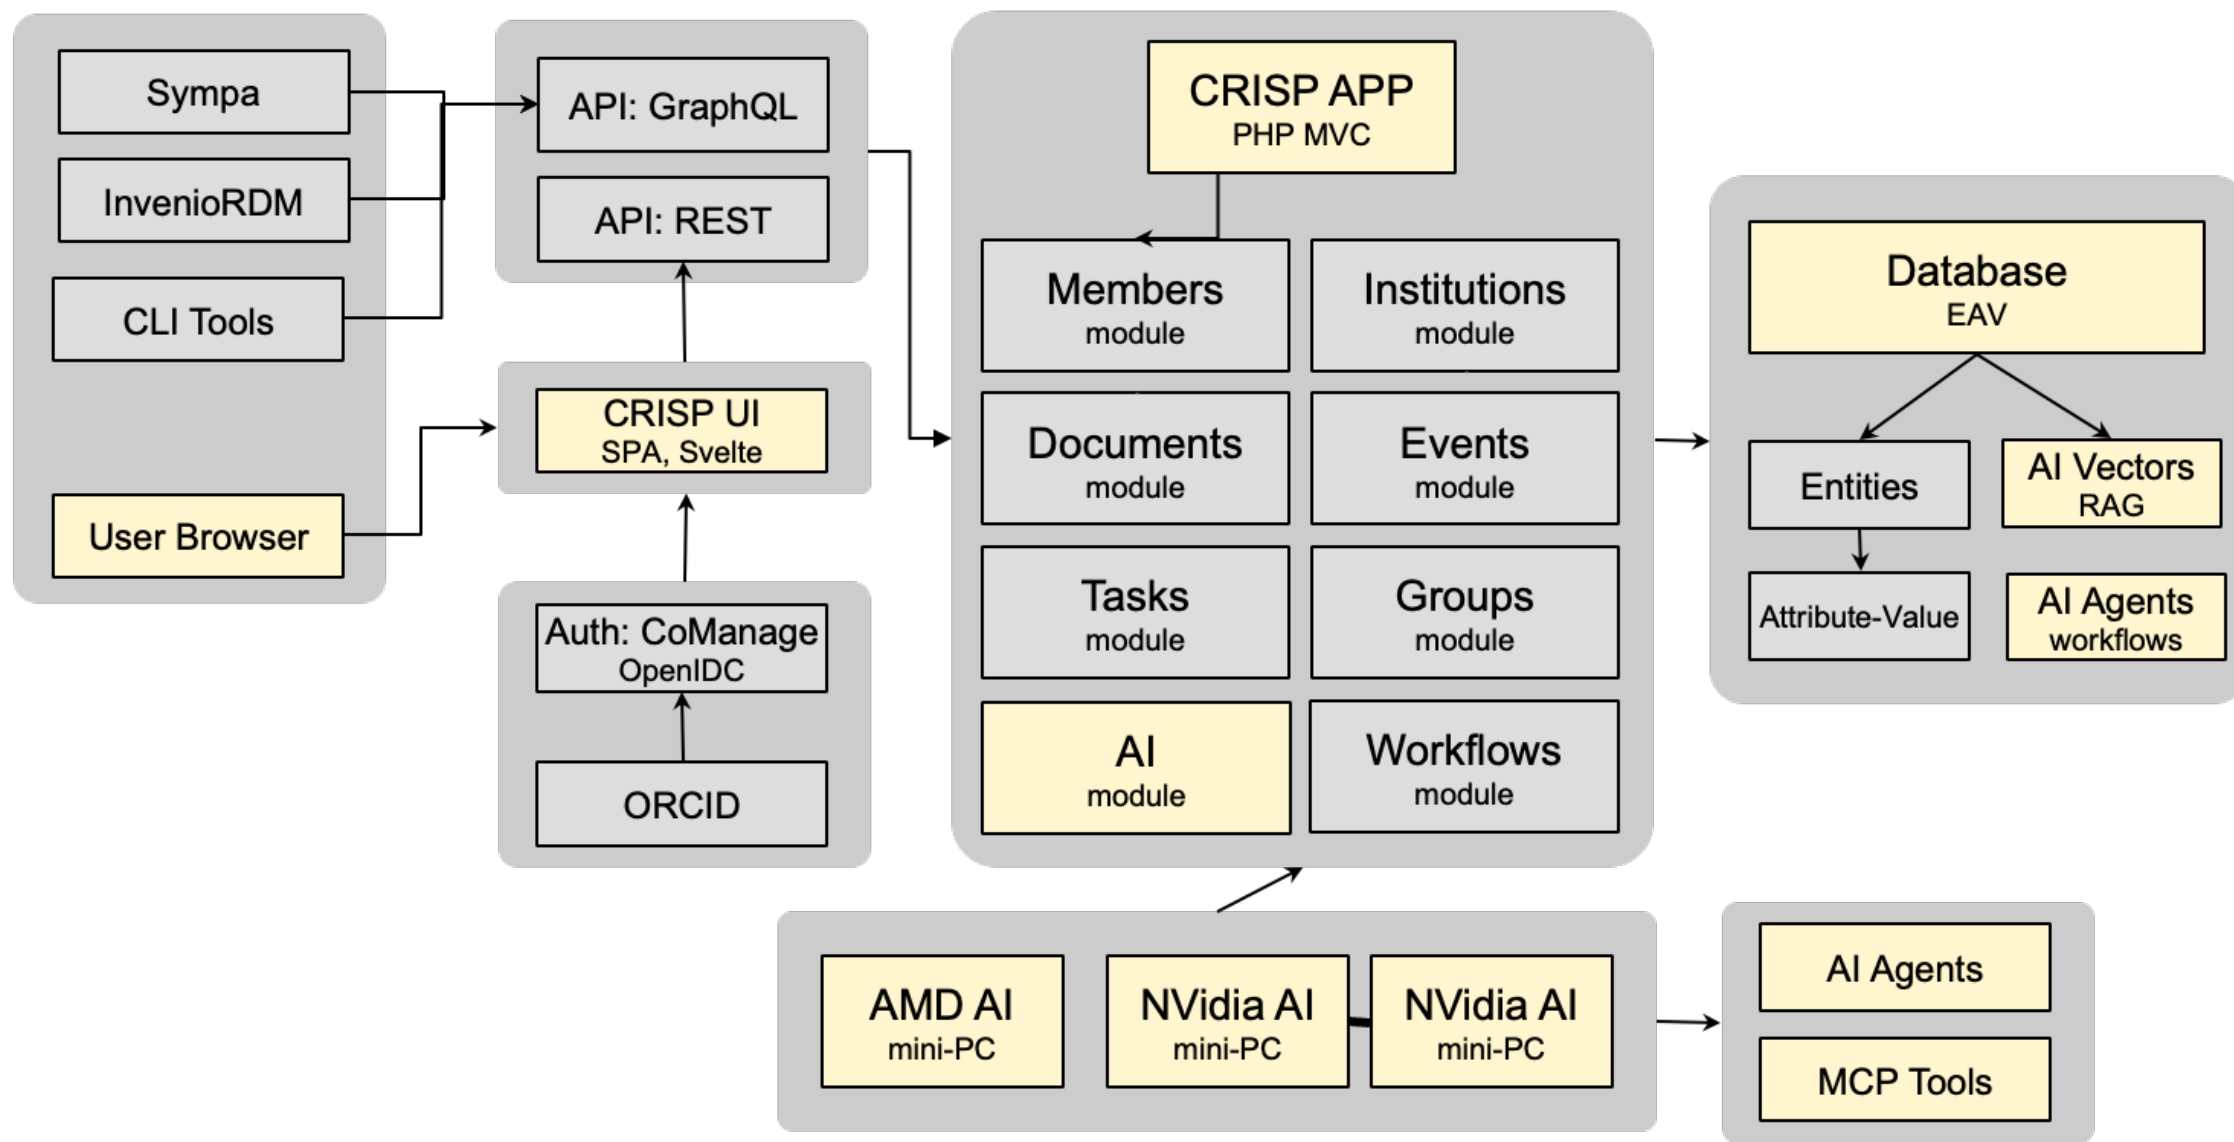 Sympa
InvenioRDM
CLI Tools
User Browser
API: GraphQL
API: REST
CRISP UI
SPA, Svelte
Auth: CoManage
OpenIDC
ORCID
CRISP APP
PHP MVC
Members
module
Institutions
module
Documents
module
Events
module
Tasks
module
Groups
module
AI
module
Workflows
module
Database
EAV
Entities
AI Vectors
RAG
Attribute-Value
AI Agents
workflows
AMD AI
mini-PC
NVidia AI
mini-PC
NVidia AI
mini-PC
AI Agents
MCP Tools